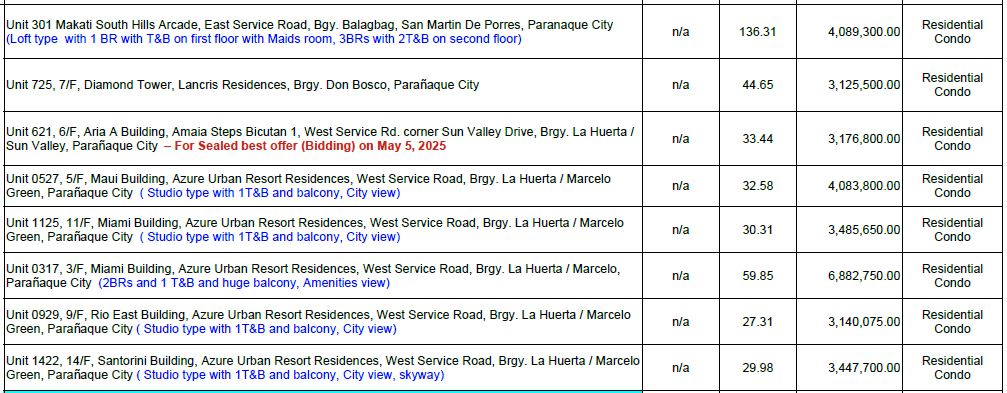 Unit 301 Makati South Hills Arcade, East Service Road, Bgy. Balagbag, San Martin De Porres, Paranaque City
(Loft type with 1 BR with T&B on first floor with Maids room, 3BRs with 2T&B on second floor)
n/a
136.31
4,089,300.00
Residential
Condo
Unit 725, 7/F, Diamond Tower, Lancris Residences, Brgy. Don Bosco, Parañaque City
n/a
44.65
3,125,500.00
Residential
Condo
Unit 621, 6/F, Aria A Building, Amaia Steps Bicutan 1, West Service Rd. corner Sun Valley Drive, Brgy. La Huerta /
Sun Valley, Parañaque City – For Sealed best offer (Bidding) on May 5, 2025
n/a
33.44
3,176,800.00
Residential
Condo
Unit 0527, 5/F, Maui Building, Azure Urban Resort Residences, West Service Road, Brgy. La Huerta / Marcelo
Green, Parañaque City ( Studio type with 1T&B and balcony, City view)
n/a
32.58
4,083,800.00
Residential
Condo
Unit 1125, 11/F, Miami Building, Azure Urban Resort Residences, West Service Road, Brgy. La Huerta / Marcelo
Green, Parañaque City ( Studio type with 1T&B and balcony, City view)
n/a
30.31
3,485,650.00
Residential
Condo
Unit 0317, 3/F, Miami Building, Azure Urban Resort Residences, West Service Road, Brgy. La Huerta / Marcelo,
Parañaque City (2BRs and 1 T&B and huge balcony, Amenities view)
n/a
59.85
6,882,750.00
Residential
Condo
Unit 0929, 9/F, Rio East Building, Azure Urban Resort Residences, West Service Road, Brgy. La Huerta / Marcelo
Green, Parañaque City ( Studio type with 1T&B and balcony, City view)
n/a
27.31
3,140,075.00
Residential
Condo
Unit 1422, 14/F, Santorini Building, Azure Urban Resort Residences, West Service Road, Brgy. La Huerta / Marcelo
Green, Parañaque City ( Studio type with 1T&B and balcony, City view, skyway)
n/a
29.98
3,447,700.00
Residential
Condo